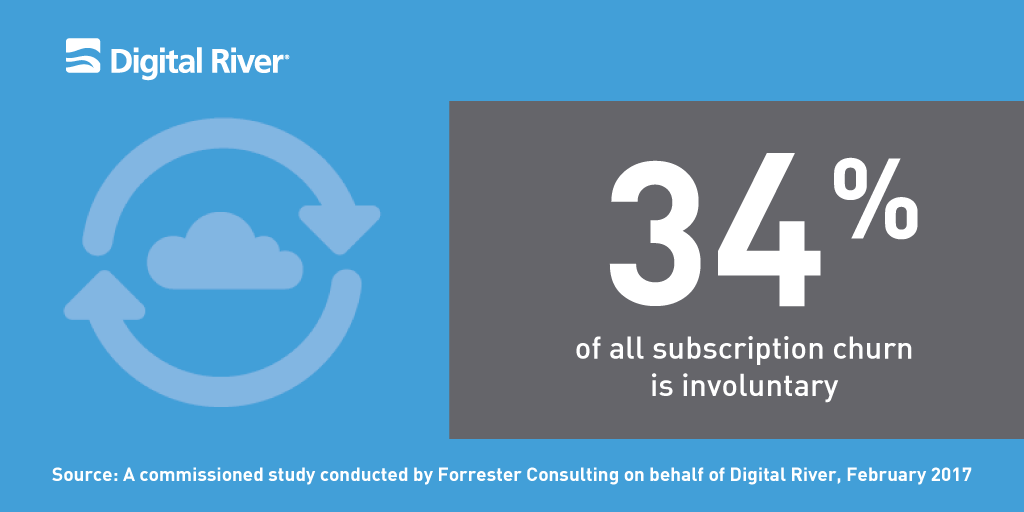 Digital River®
34%
of all subscription churn
is involuntary
Source: A commissioned study conducted by Forrester Consulting on behalf of Digital River, February 2017